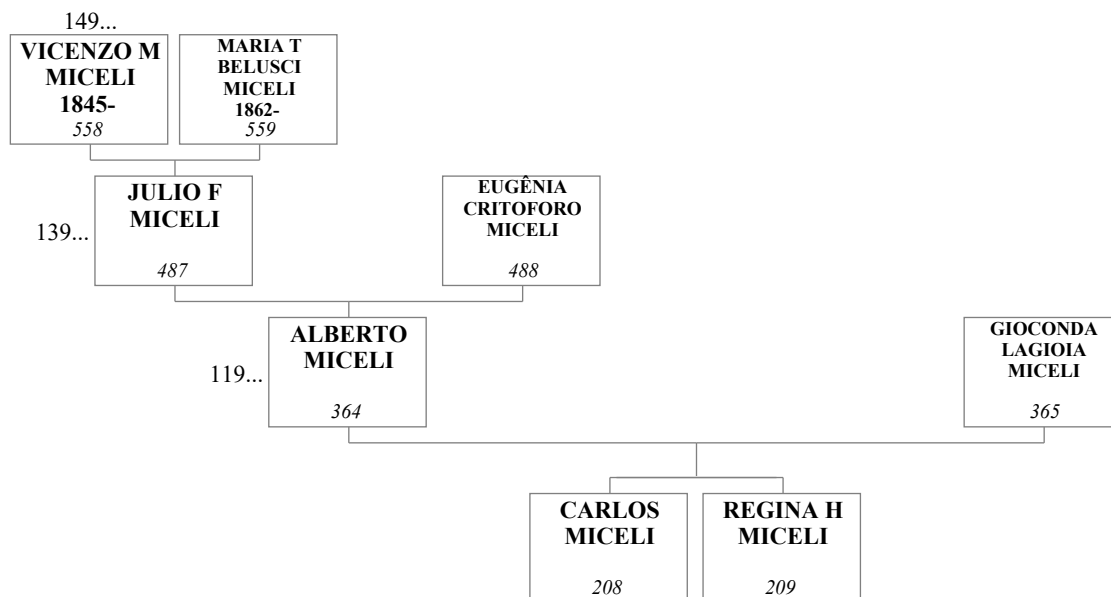 149...
VICENZO M
MICELI
1845-
558
MARIA T
BELUSCI
MICELI
1862-
559
139...
JULIO F
MICELI
487
EUGÊNIA
CRITOFORO
MICELI
488
119...
ALBERTO
MICELI
364
GIOCONDA
LAGIOIA
MICELI
365
CARLOS
MICELI
208
REGINA H
MICELI
209